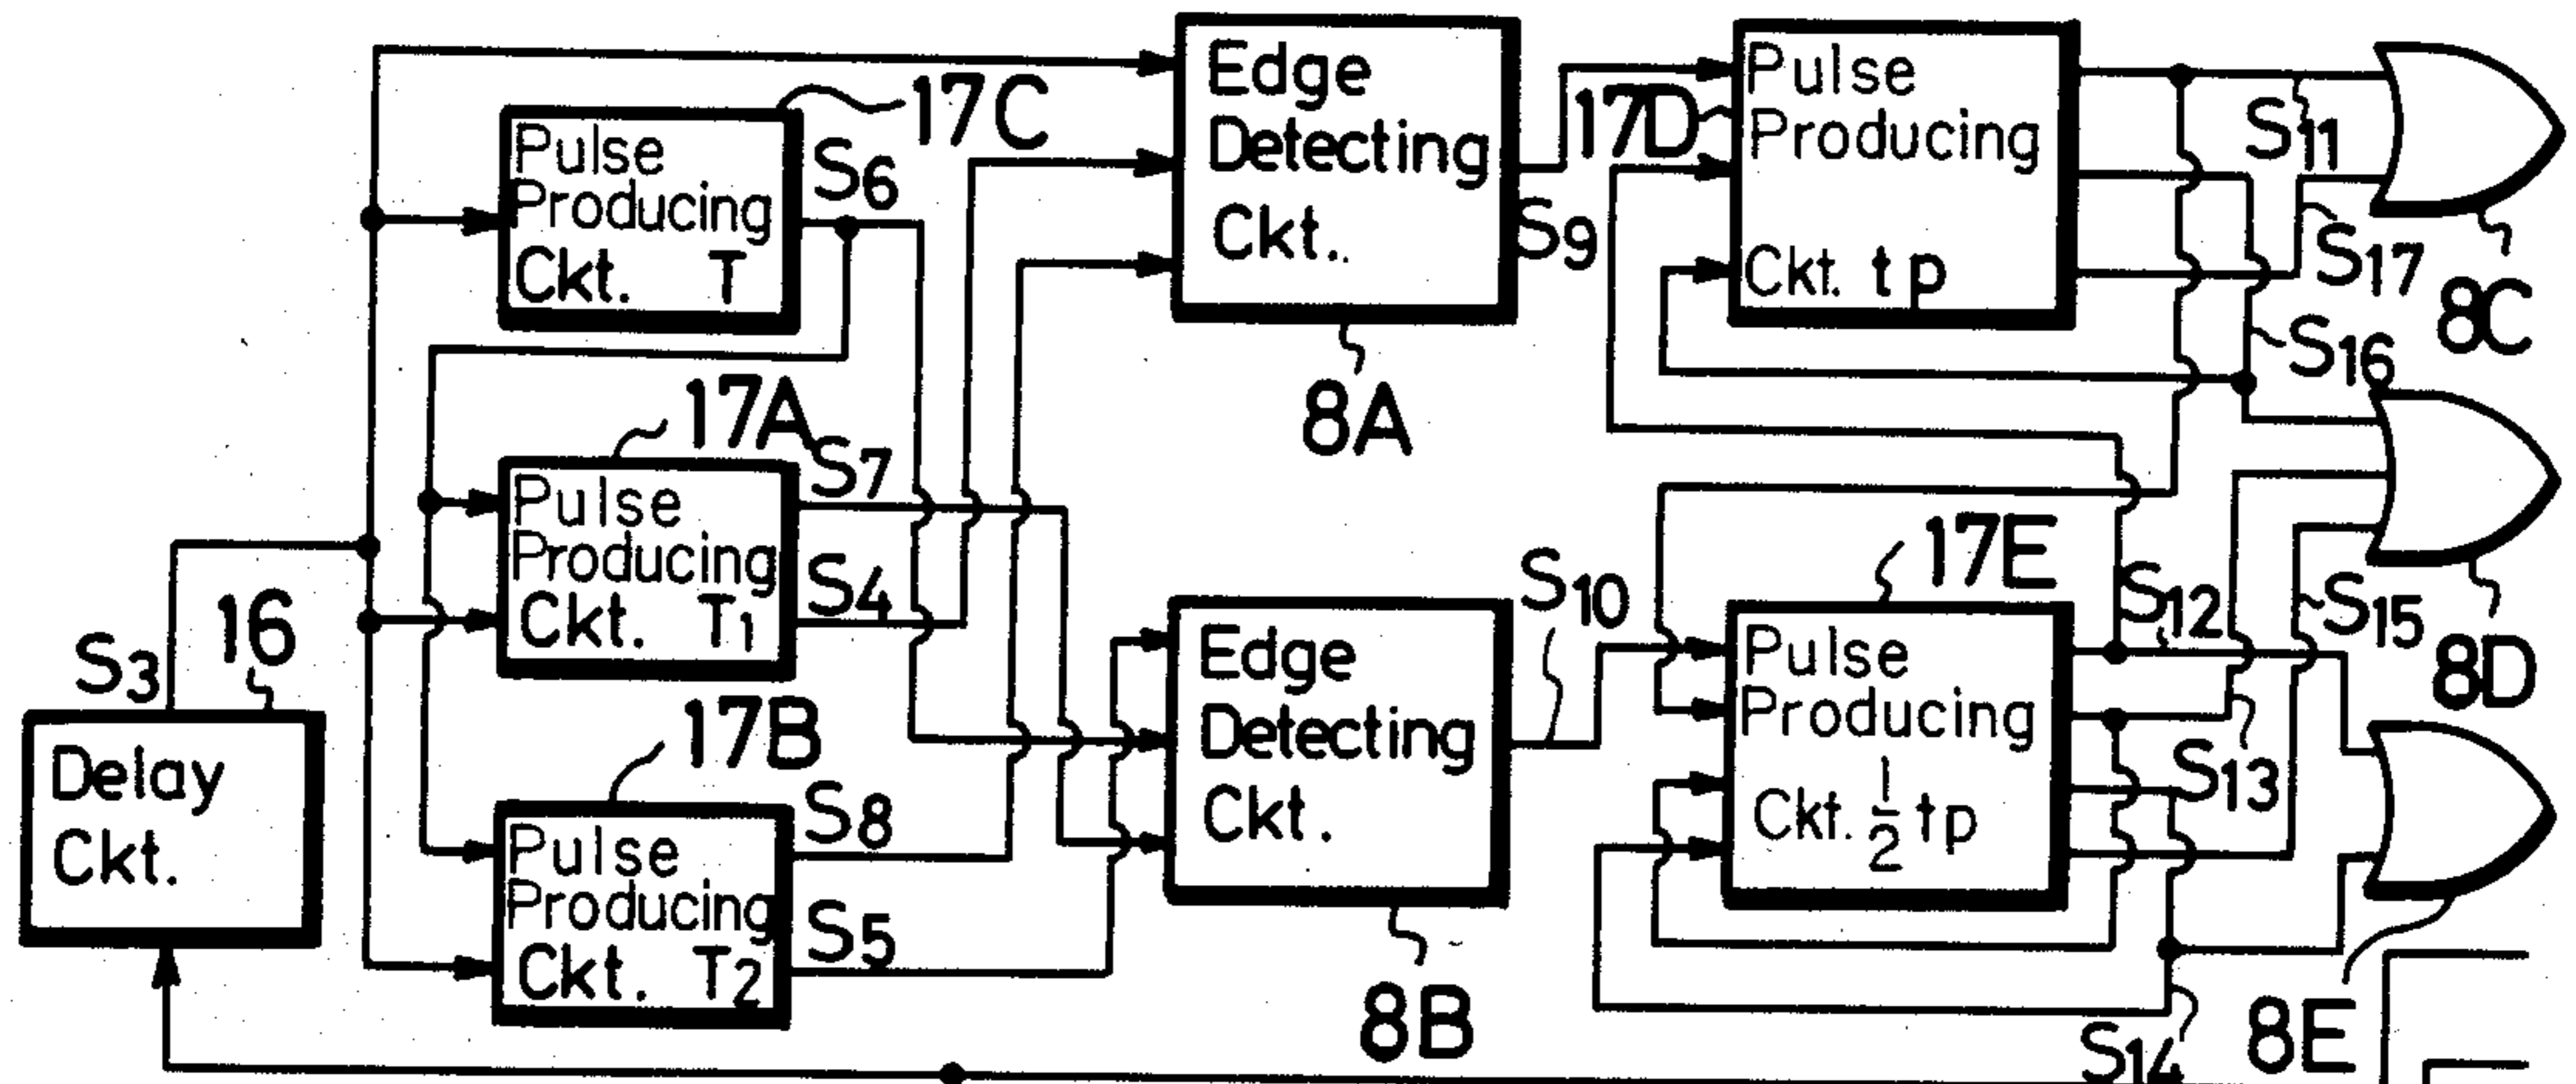 17C
Pulse
Producing
Ckt. T
S6
Edge
Detecting
Ckt.
S9
8A
17D
Pulse
Producing
Ckt. tp
S11
S17
8C
S16
17A
Pulse
Producing
Ckt. T1
S7
S4
S3
16
Delay
Ckt.
17B
Pulse
Producing
Ckt. T2
S8
S5
Edge
Detecting
Ckt.
S10
8B
17E
Pulse
Producing
Ckt. 1/2 tp
S12
S15
8D
S13
S14
8E